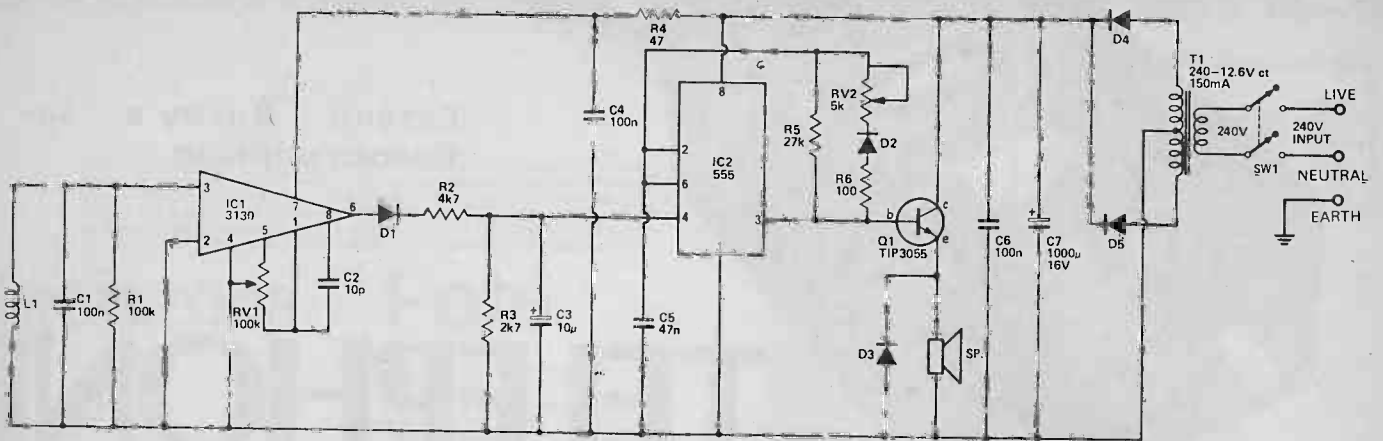 R4
47
D4
T1
240-12.6V ct
150mA
LIVE
240V
240V
INPUT
SW1
NEUTRAL
EARTH
D5
8
C4
100n
IC2
555
2
6
4
3
R5
27k
RV2
5k
D2
R6
100
b
c
e
Q1
TIP3055
C6
100n
+
C7
1000µ
16V
3
2
IC1
3130
7
6
4
5
1
8
D1
R2
4k7
L1
C1
100n
R1
100k
RV1
100k
C2
10p
R3
2k7
+
C3
10µ
C5
47n
D3
SP.